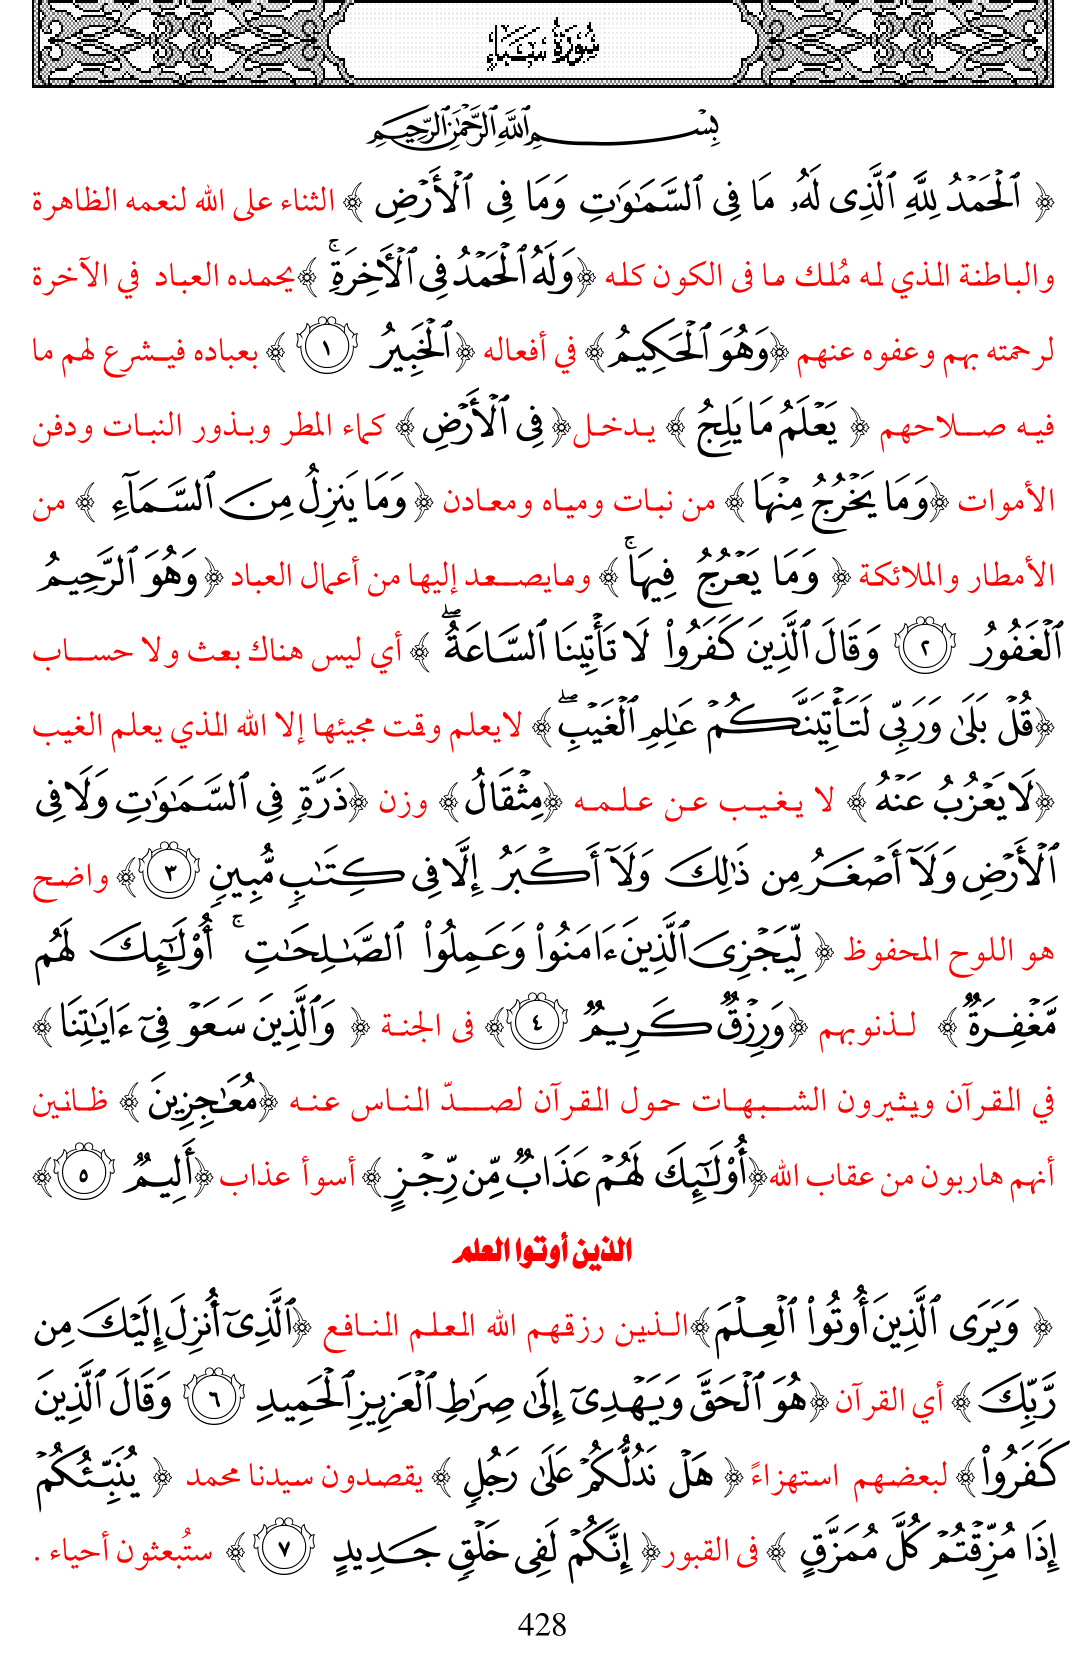 سُورَةُ سَبَإٍ
بِسْمِ ٱللَّهِ ٱلرَّحْمَٰنِ ٱلرَّحِيمِ
﴿ ٱلْحَمْدُ لِلَّهِ ٱلَّذِى لَهُۥ مَا فِى ٱلسَّمَٰوَٰتِ وَمَا فِى ٱلْأَرْضِ ﴾ الثناء على الله لنعمه الظاهرة
والباطنة الذي له مُلك ما فى الكون كله ﴿وَلَهُ ٱلْحَمْدُ فِى ٱلْأَخِرَةِ ۚ ﴾يحمده العباد في الآخرة
لرحمته بهم وعفوه عنهم ﴿وَهُوَ ٱلْحَكِيمُ﴾ في أفعاله ﴿ٱلْخَبِيرُ ١ ﴾ بعباده فيشرع لهم ما
فيه صلاحهم ﴿ يَعْلَمُ مَا يَلِجُ ﴾ يدخل﴿ فِى ٱلْأَرْضِ ﴾ كماء المطر وبذور النبات ودفن
الأموات ﴿وَمَا يَخْرُجُ مِنْهَا ﴾ من نبات ومياه ومعادن ﴿ وَمَا يَنزِلُ مِنَ ٱلسَّمَآءِ ﴾ من
الأمطار والملائكة ﴿ وَمَا يَعْرُجُ فِيهَا ۚ ﴾ ومايصعد إليها من أعمال العباد ﴿ وَهُوَ ٱلرَّحِيمُ
ٱلْغَفُورُ ٢ وَقَالَ ٱلَّذِينَ كَفَرُوا۟ لَا تَأْتِينَا ٱلسَّاعَةُ ۖ ﴾ أي ليس هناك بعث ولا حساب
﴿قُلْ بَلَىٰ وَرَبِّى لَتَأْتِيَنَّكُمْ عَٰلِمِ ٱلْغَيْبِ ۖ ﴾ لايعلم وقت مجيئها إلا الله الذي يعلم الغيب
﴿لَا يَعْزُبُ عَنْهُ ﴾ لا يغيب عن علمه ﴿مِثْقَالُ﴾ وزن ﴿ذَرَّةٍ فِى ٱلسَّمَٰوَٰتِ وَلَا فِى
ٱلْأَرْضِ وَلَآ أَصْغَرُ مِن ذَٰلِكَ وَلَآ أَكْبَرُ إِلَّا فِى كِتَٰبٍ مُّبِينٍ ٣﴾ واضح
هو اللوح المحفوظ ﴿ لِّيَجْزِىَ ٱلَّذِينَ ءَامَنُوا۟ وَعَمِلُوا۟ ٱلصَّٰلِحَٰتِ ۚ أُو۟لَٰٓئِكَ لَهُم
مَّغْفِرَةٌ ﴾ لذنوبهم ﴿وَرِزْقٌ كَرِيمٌ ٤﴾ فى الجنة ﴿ وَٱلَّذِينَ سَعَوْ فِىٓ ءَايَٰتِنَا ﴾
في القرآن ويثيرون الشبهات حول القرآن لصدّ الناس عنه ﴿مُعَٰجِزِينَ ﴾ ظانين
أنهم هاربون من عقاب الله﴿أُو۟لَٰٓئِكَ لَهُمْ عَذَابٌ مِّن رِّجْزٍ ﴾ أسوأ عذاب ﴿أَلِيمٌ ٥﴾
الذين أوتوا العلم
﴿ وَيَرَى ٱلَّذِينَ أُوتُوا۟ ٱلْعِلْمَ﴾الذين رزقهم الله العلم النافع ﴿ٱلَّذِىٓ أُنزِلَ إِلَيْكَ مِن
رَّبِّكَ ﴾ أي القرآن ﴿هُوَ ٱلْحَقَّ وَيَهْدِىٓ إِلَىٰ صِرَٰطِ ٱلْعَزِيزِ ٱلْحَمِيدِ ٦ وَقَالَ ٱلَّذِينَ
كَفَرُوا۟﴾ لبعضهم استهزاءً ﴿ هَلْ نَدُلُّكُمْ عَلَىٰ رَجُلٍ ﴾ يقصدون سيدنا محمد ﴿ يُنَبِّئُكُمْ
إِذَا مُزِّقْتُمْ كُلَّ مُمَزَّقٍ ﴾ فى القبور﴿ إِنَّكُمْ لَفِى خَلْقٍ جَدِيدٍ ٧ ﴾ ستُبعثون أحياء .
428